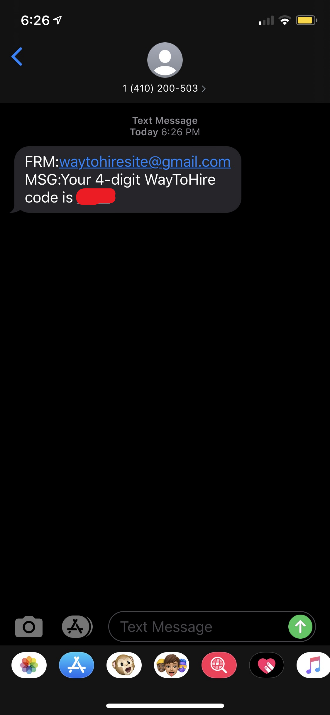 6:26
1 (410) 200-503
Text Message
Today 6:26 PM
FRM:waytohiresite@gmail.com
MSG:Your 4-digit WayToHire
code is
Text Message